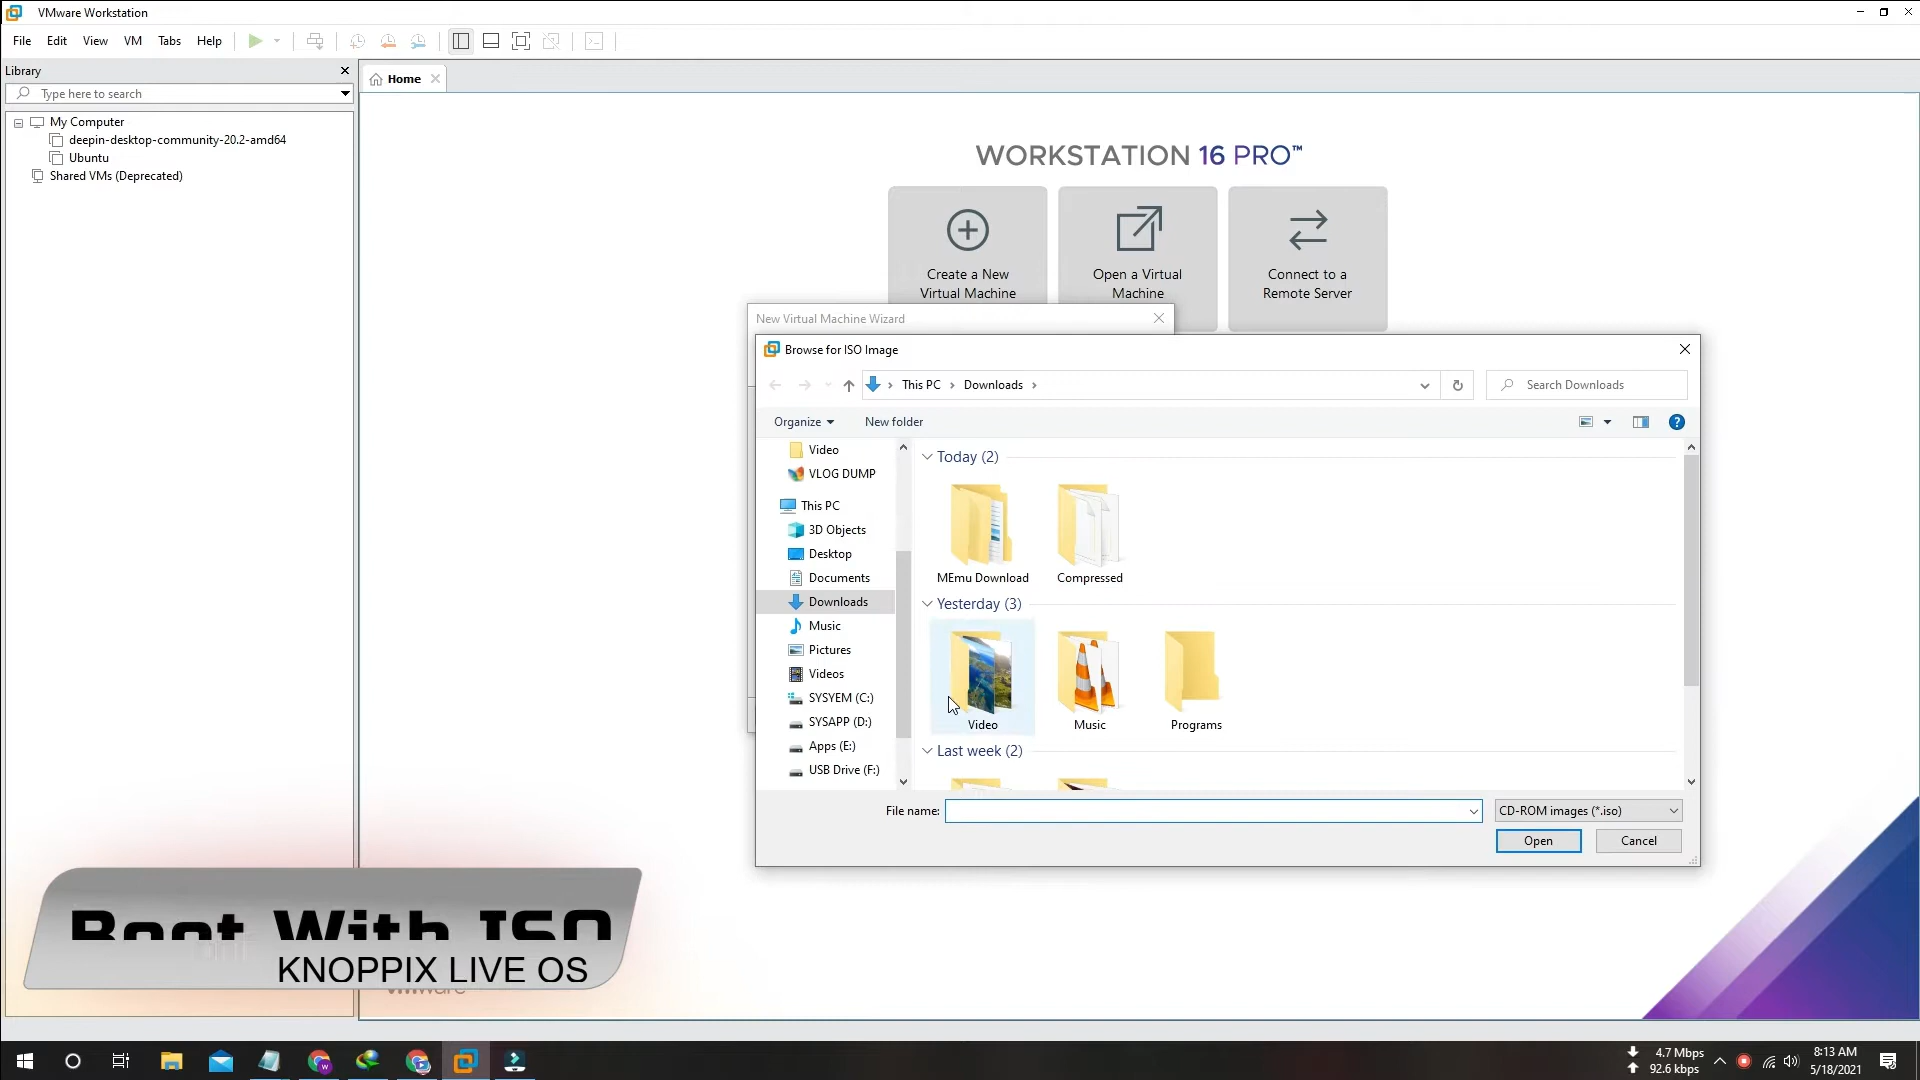 VMware Workstation
File Edit View VM Tabs Help
Library
Type here to search
Home
My Computer
deepin-desktop-community-20.2-amd64
Ubuntu
Shared VMs (Deprecated)
WORKSTATION 16 PRO™
Create a New
Virtual Machine
Open a Virtual
Machine
Connect to a
Remote Server
New Virtual Machine Wizard
Browse for ISO Image
This PC > Downloads >
Search Downloads
Organize
New folder
Video
VLOG DUMP
This PC
3D Objects
Desktop
Documents
Downloads
Music
Pictures
Videos
SYSYEM (C:)
SYSAPP (D:)
Apps (E:)
USB Drive (F:)
Today (2)
MEmu Download
Compressed
Yesterday (3)
Video
Music
Programs
Last week (2)
File name:
CD-ROM images (*.iso)
Open
Cancel
Boot With ISO
KNOPPIX LIVE OS
4.7 Mbps
92.6 kbps
8:13 AM
5/18/2021